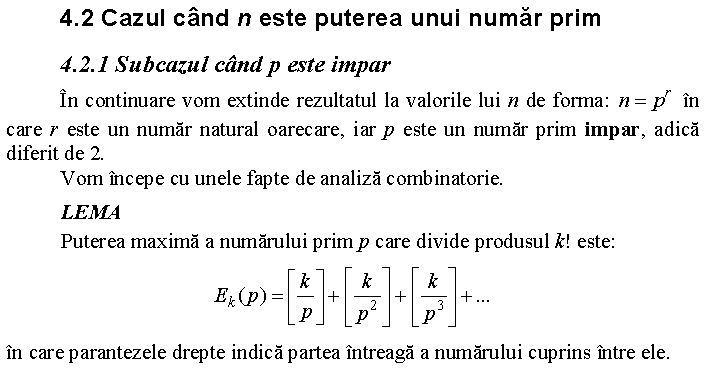 4.2 Cazul când n este puterea unui număr prim
4.2.1 Subcazul când p este impar
În continuare vom extinde rezultatul la valorile lui n de forma: n = p^r în
care r este un număr natural oarecare, iar p este un număr prim impar, adică
diferit de 2.
Vom începe cu unele fapte de analiză combinatorie.
LEMA
Puterea maximă a numărului prim p care divide produsul k! este:
E_k(p) = [k/p] + [k/p^2] + [k/p^3] + ...
în care parantezele drepte indică partea întreagă a numărului cuprins între ele.